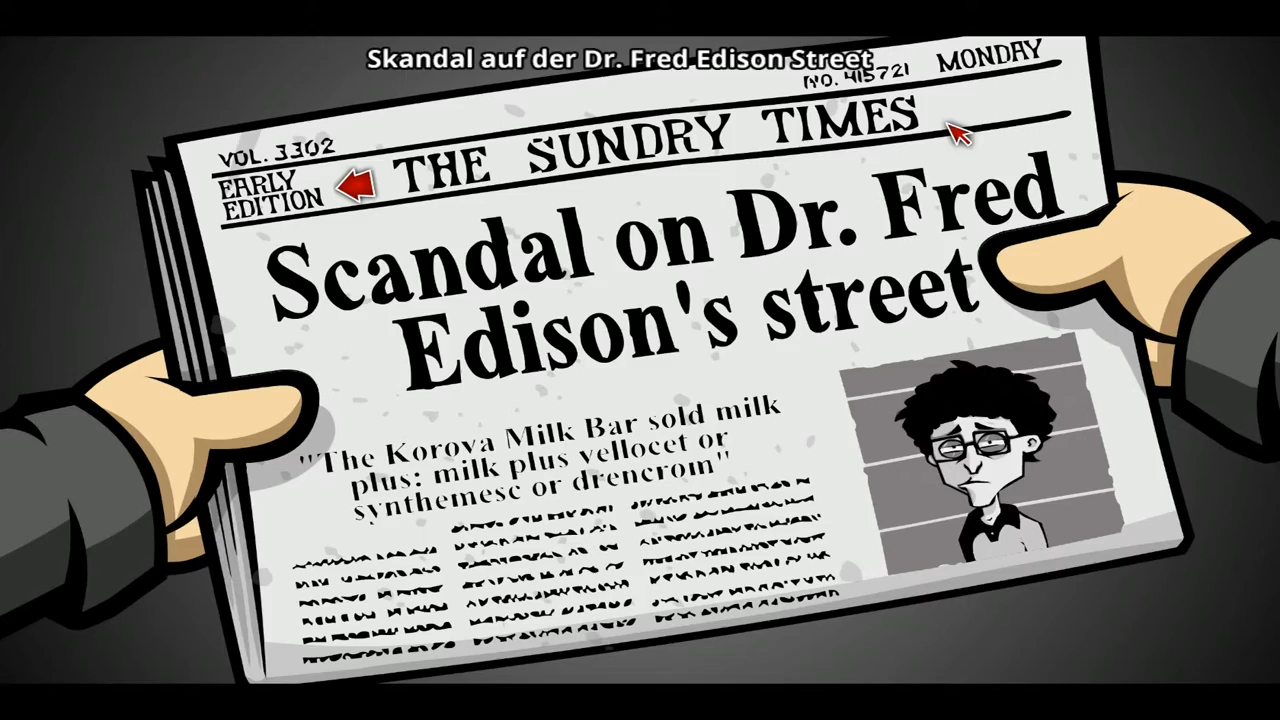 Skandal auf der Dr. Fred Edison Street
NO. 415721 MONDAY
VOL. 3302
EARLY
EDITION
THE SUNDRY TIMES
Scandal on Dr. Fred
Edison's street
"The Korova Milk Bar sold milk
plus: milk plus vellocet or
synthemesc or drencrom"